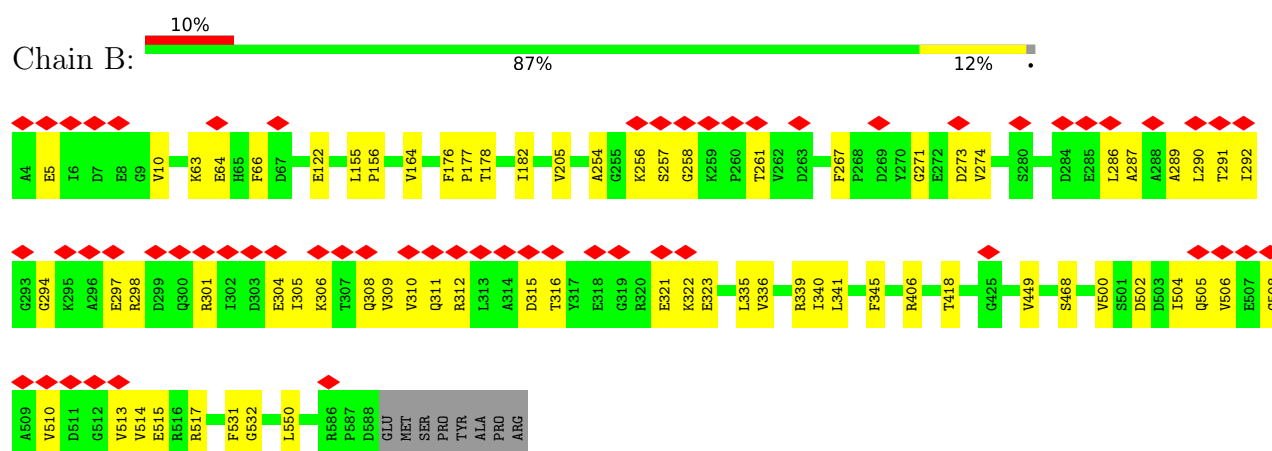 10%
Chain B:
87%
12%
•
A4 E5 I6 D7 E8 G9 V10 K63 E64 H65 F66 D67 E122 L155 P156 V164 F176 P177 T178 I182 V205 A254 G255 K256 S257 G258 K259 P260 T261 V262 D263 F267 P268 D269 Y270 G271 E272 D273 V274 S280 D284 E285 L286 A287 A288 A289 L290 T291 I292
G293 G294 K295 A296 E297 R298 D299 Q300 R301 I302 D303 E304 I305 K306 T307 Q308 V309 V310 Q311 R312 L313 A314 D315 T316 Y317 E318 G319 R320 E321 K322 E323 L335 V336 R339 I340 L341 F345 R406 T418 G425 V449 S468 V500 S501 D502 D503 I504 Q505 V506 E507
A509 V510 D511 G512 V513 V514 E515 R516 R517 F531 G532 L550 R586 P587 D588 GLU MET SER PRO TYR ALA PRO ARG